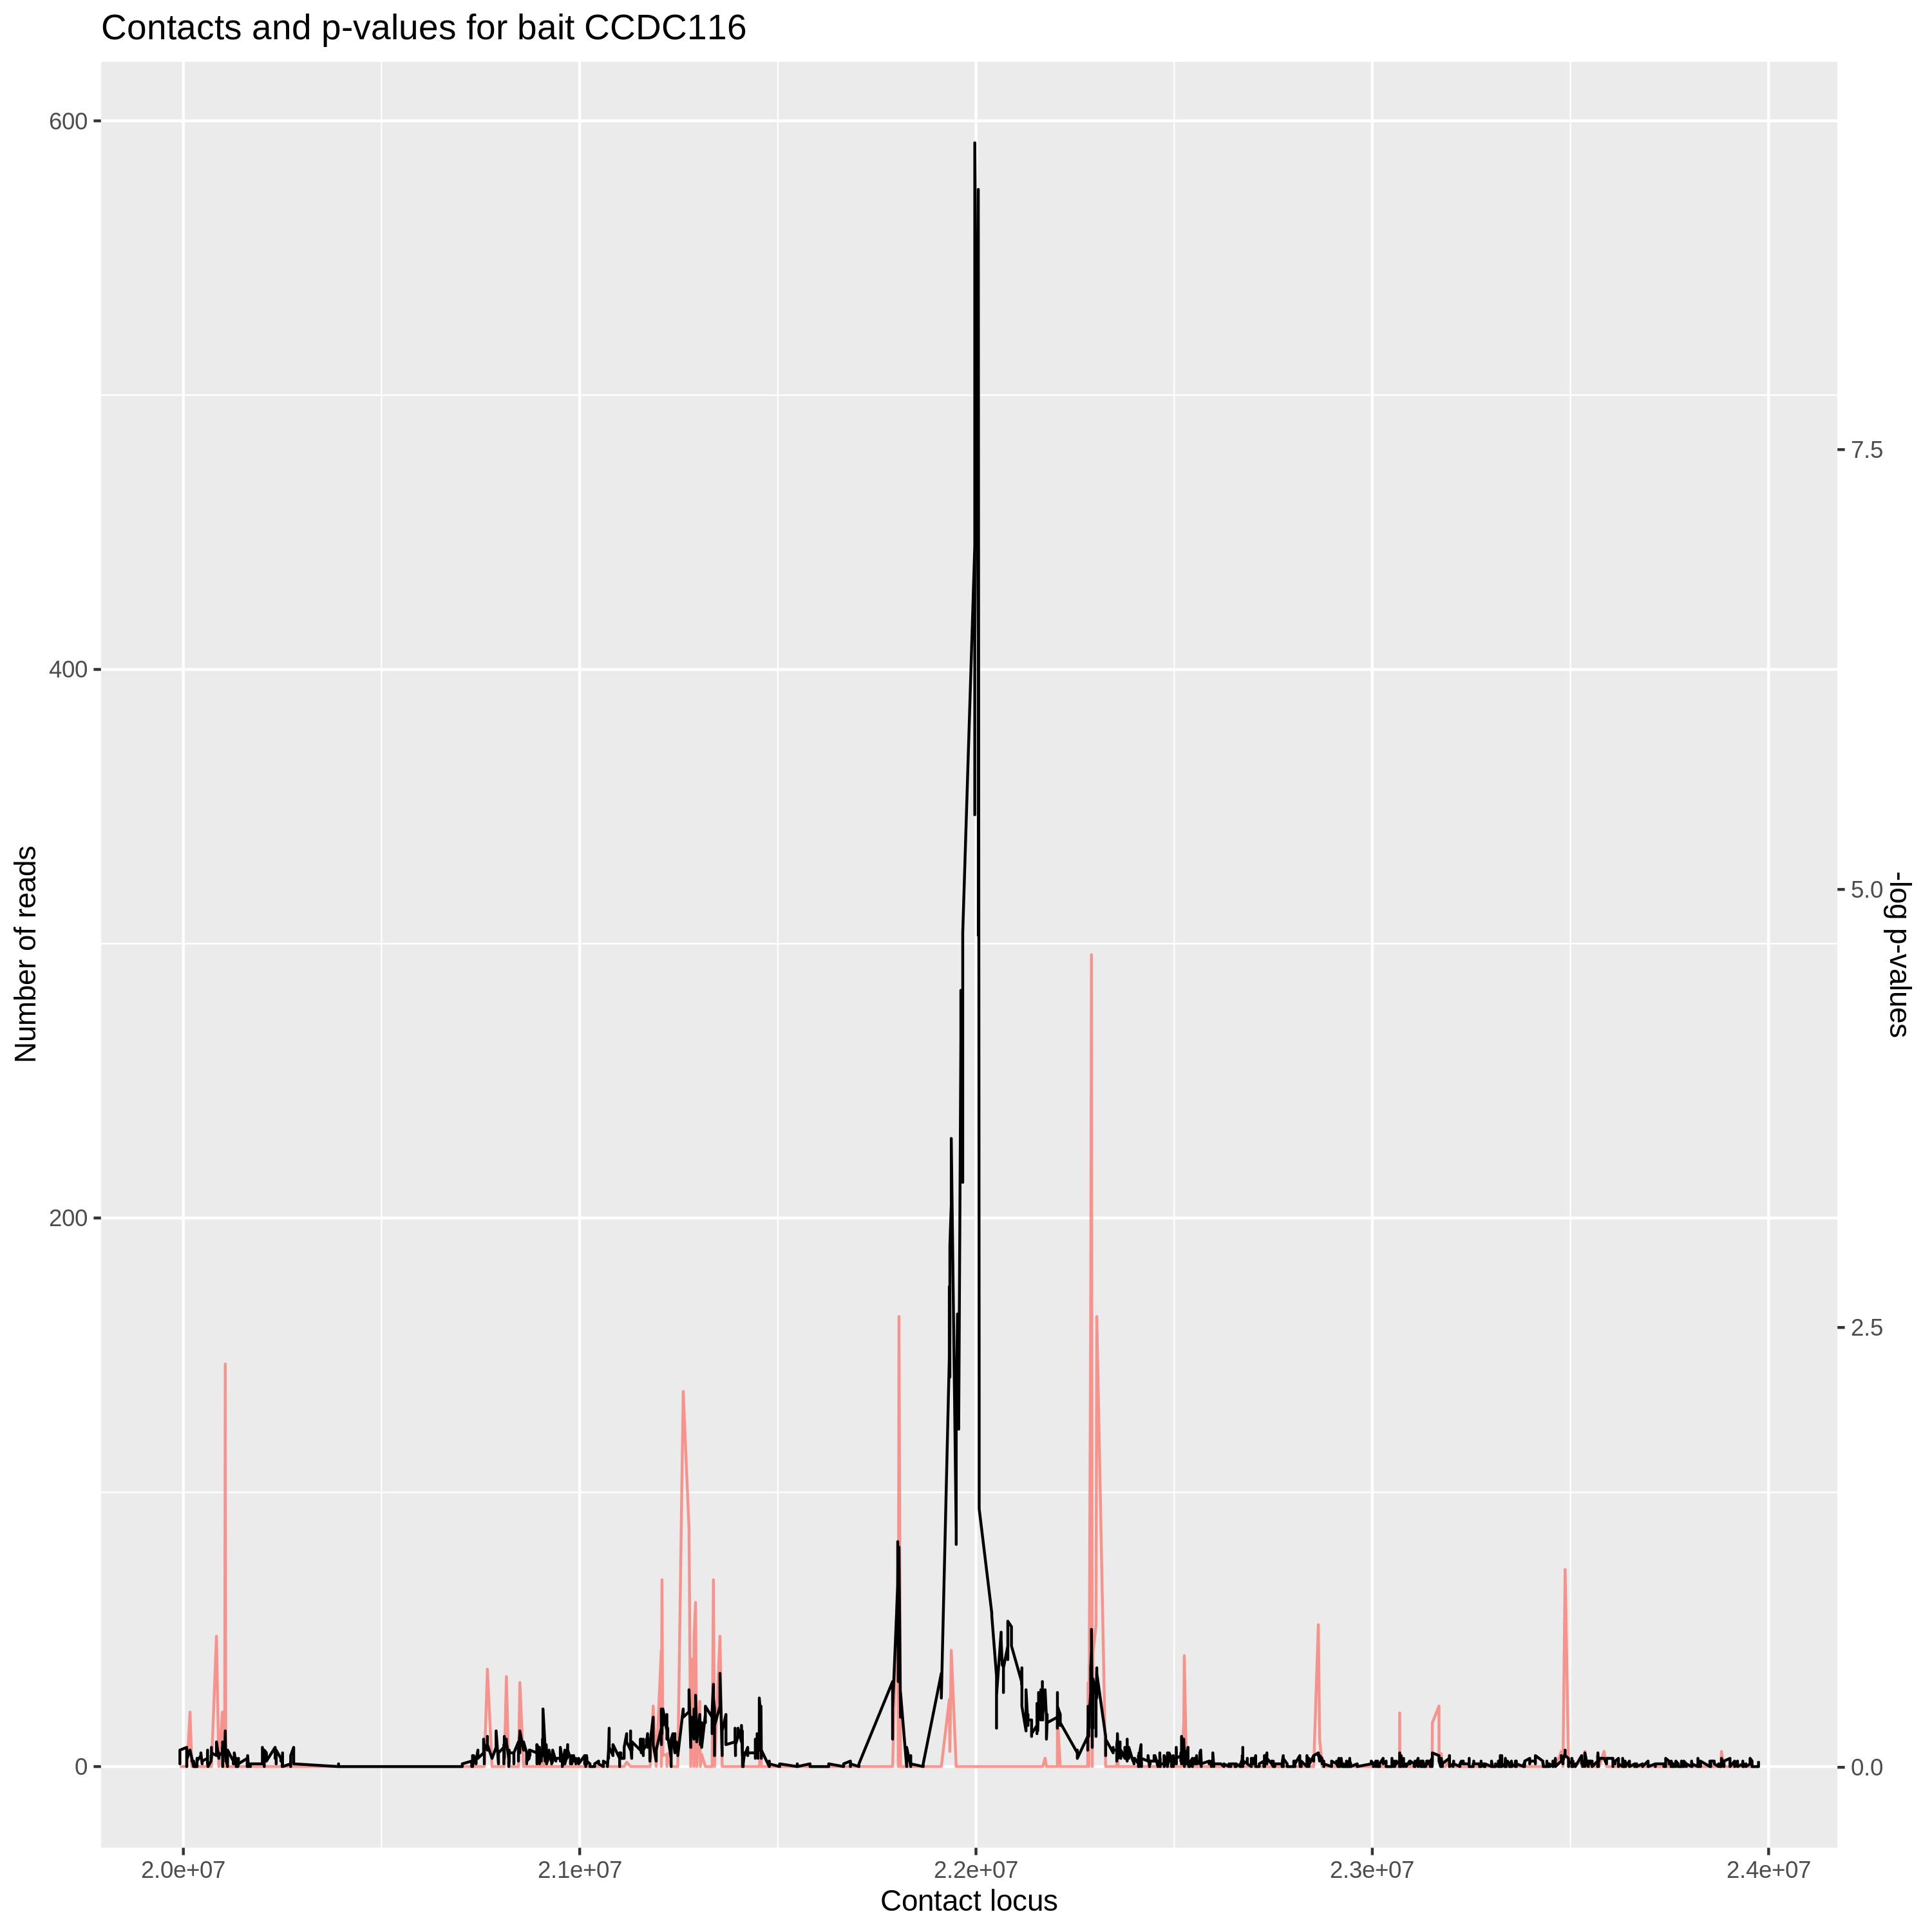 Contacts and p-values for bait CCDC116
600
400
200
0
Number of reads
7.5
5.0
2.5
0.0
-log p-values
2.0e+07
2.1e+07
2.2e+07
2.3e+07
2.4e+07
Contact locus